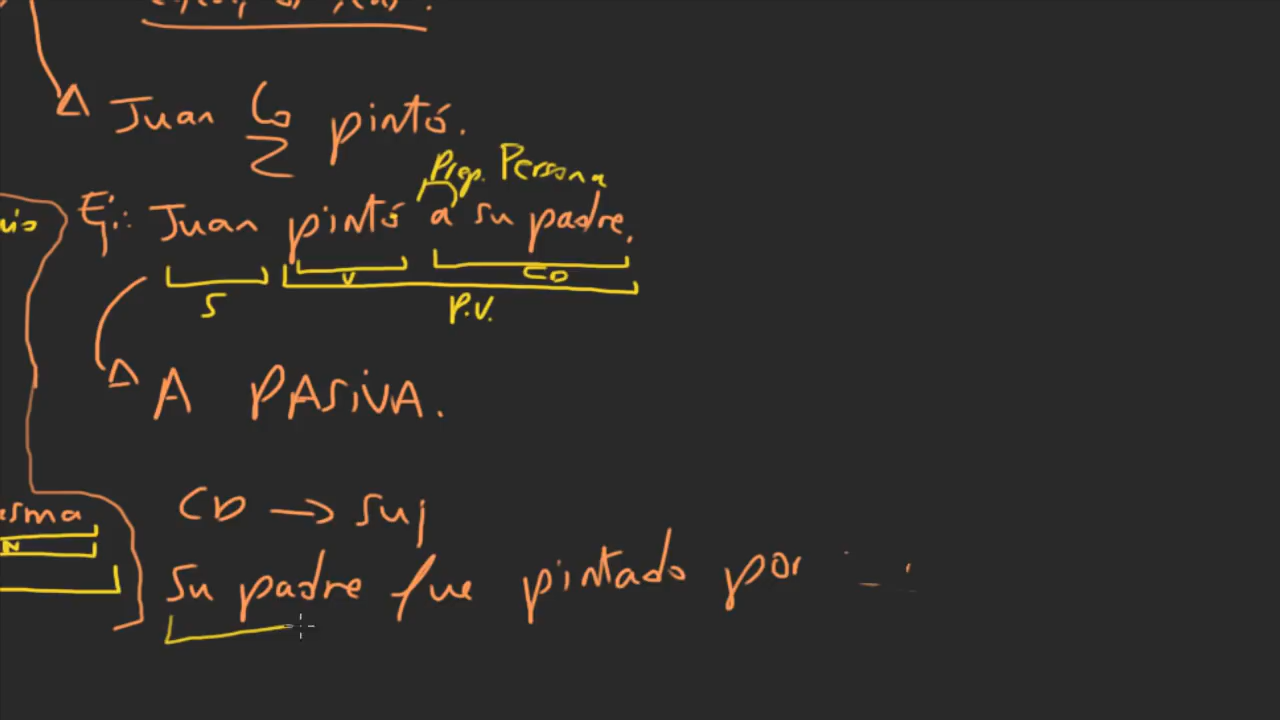 Juan Lo pintó.
Prep. Persona
Ej.: Juan pintó a su padre.
V CD
S P.V.
A PASIVA.
CD → Suj
Su padre fue pintado por
N